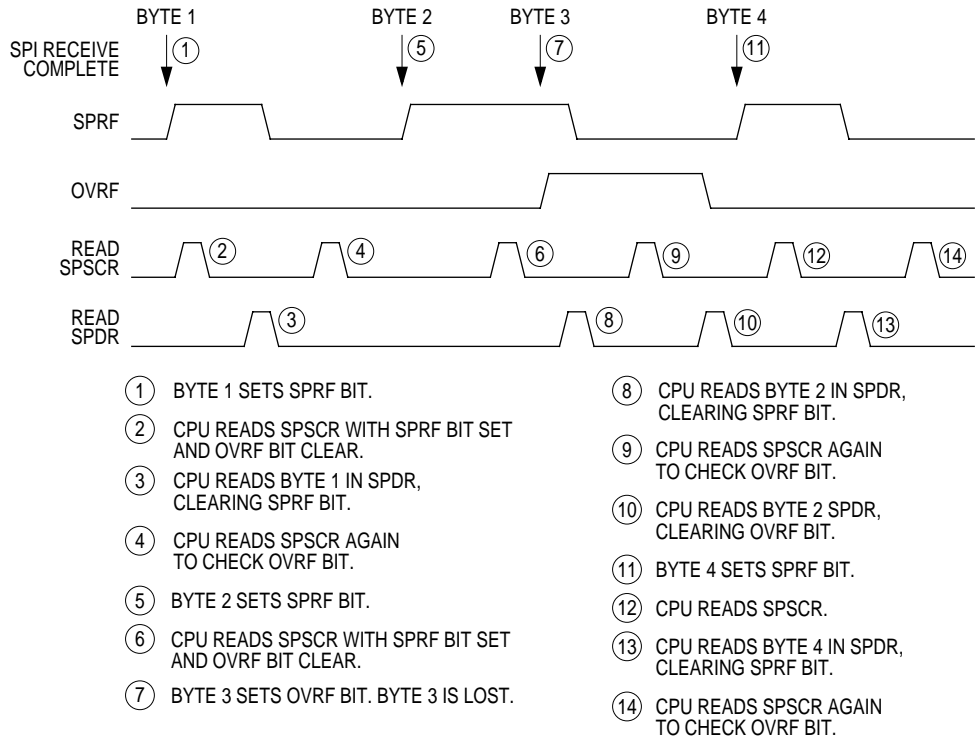 BYTE 1 BYTE 2 BYTE 3 BYTE 4
SPI RECEIVE
COMPLETE
1 5 7 11
SPRF
OVRF
READ
SPSCR
2 4 6 9 12 14
READ
SPDR
3 8 10 13
1 BYTE 1 SETS SPRF BIT.
2 CPU READS SPSCR WITH SPRF BIT SET
AND OVRF BIT CLEAR.
3 CPU READS BYTE 1 IN SPDR,
CLEARING SPRF BIT.
4 CPU READS SPSCR AGAIN
TO CHECK OVRF BIT.
5 BYTE 2 SETS SPRF BIT.
6 CPU READS SPSCR WITH SPRF BIT SET
AND OVRF BIT CLEAR.
7 BYTE 3 SETS OVRF BIT. BYTE 3 IS LOST.
8 CPU READS BYTE 2 IN SPDR,
CLEARING SPRF BIT.
9 CPU READS SPSCR AGAIN
TO CHECK OVRF BIT.
10 CPU READS BYTE 2 SPDR,
CLEARING OVRF BIT.
11 BYTE 4 SETS SPRF BIT.
12 CPU READS SPSCR.
13 CPU READS BYTE 4 IN SPDR,
CLEARING SPRF BIT.
14 CPU READS SPSCR AGAIN
TO CHECK OVRF BIT.